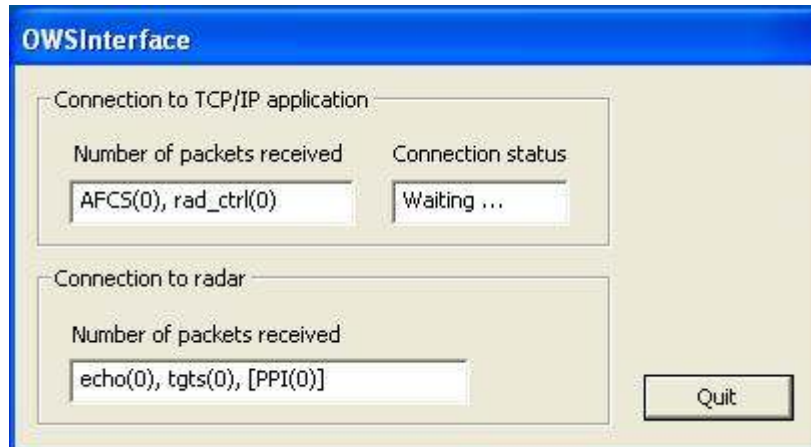 OWSInterface
Connection to TCP/IP application
Number of packets received
Connection status
AFCS(0), rad_ctrl(0)
Waiting ...
Connection to radar
Number of packets received
echo(0), tgts(0), [PPI(0)]
Quit